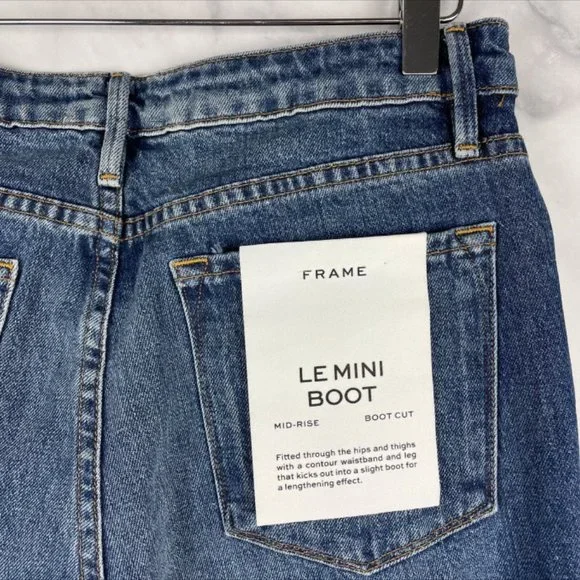 FRAME
LE MINI
BOOT
MID-RISE BOOT CUT
Fitted through the hips and thighs
with a contour waistband and leg
that kicks out into a slight boot for
a lengthening effect.